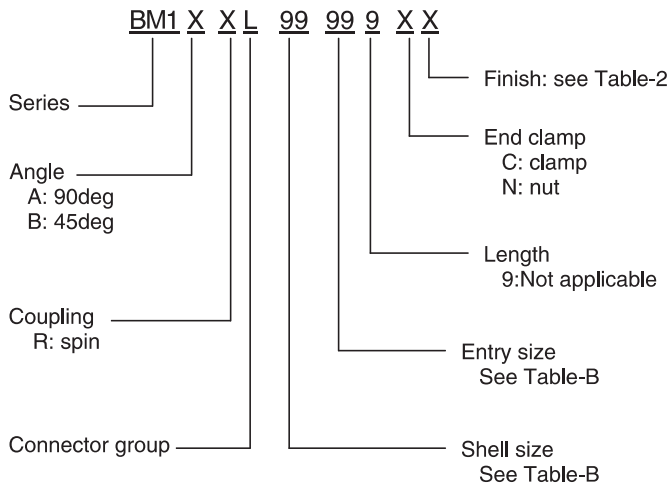 BM1 X X L 99 99 9 X X
Series
Angle
A: 90deg
B: 45deg
Coupling
R: spin
Connector group
Finish: see Table-2
End clamp
C: clamp
N: nut
Length
9:Not applicable
Entry size
See Table-B
Shell size
See Table-B